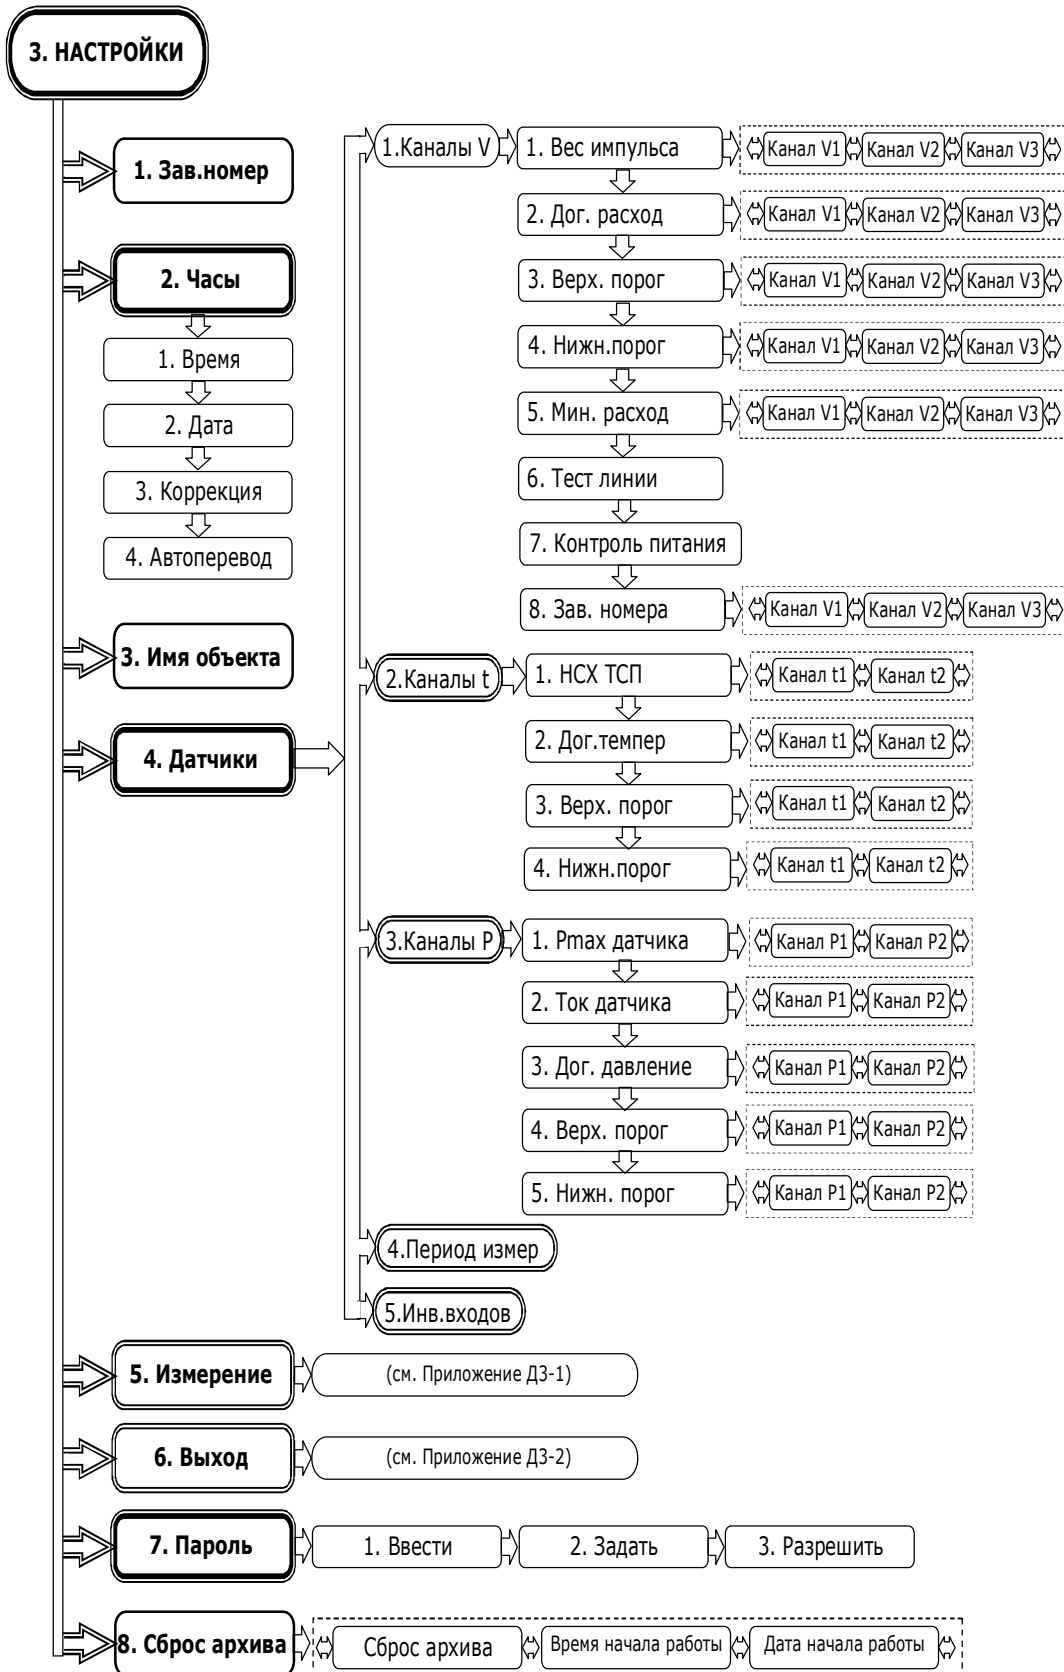 3. НАСТРОЙКИ
1. Зав.номер
2. Часы
1. Время
2. Дата
3. Коррекция
4. Автоперевод
3. Имя объекта
4. Датчики
1.Каналы V
1. Вес импульса
Канал V1 Канал V2 Канал V3
2. Дог. расход
Канал V1 Канал V2 Канал V3
3. Верх. порог
Канал V1 Канал V2 Канал V3
4. Нижн.порог
Канал V1 Канал V2 Канал V3
5. Мин. расход
Канал V1 Канал V2 Канал V3
6. Тест линии
7. Контроль питания
8. Зав. номера
Канал V1 Канал V2 Канал V3
2.Каналы t
1. НСХ ТСП
Канал t1 Канал t2
2. Дог.темпер
Канал t1 Канал t2
3. Верх. порог
Канал t1 Канал t2
4. Нижн.порог
Канал t1 Канал t2
3.Каналы P
1. Pmax датчика
Канал P1 Канал P2
2. Ток датчика
Канал P1 Канал P2
3. Дог. давление
Канал P1 Канал P2
4. Верх. порог
Канал P1 Канал P2
5. Нижн. порог
Канал P1 Канал P2
4.Период измер
5.Инв.входов
5. Измерение
(см. Приложение Д3-1)
6. Выход
(см. Приложение Д3-2)
7. Пароль
1. Ввести
2. Задать
3. Разрешить
8. Сброс архива
Сброс архива
Время начала работы
Дата начала работы